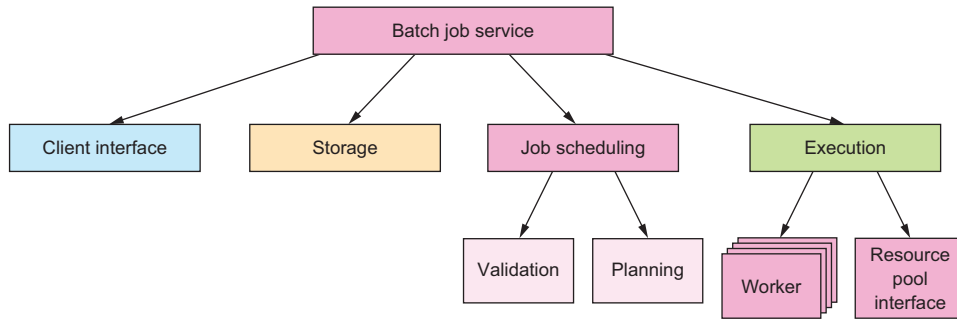 Batch job service
Client interface
Storage
Job scheduling
Execution
Validation
Planning
Worker
Resource
pool
interface